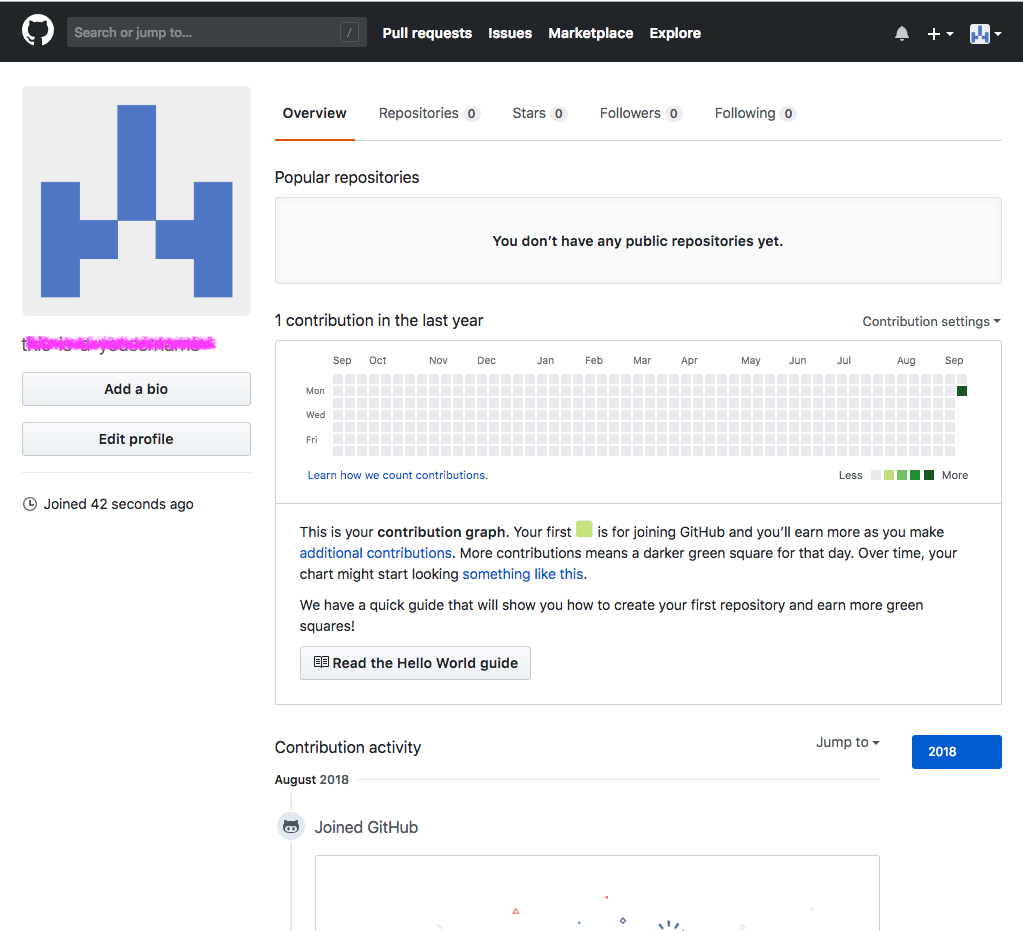 Search or jump to... / Pull requests Issues Marketplace Explore
Overview Repositories 0 Stars 0 Followers 0 Following 0
Popular repositories
You don’t have any public repositories yet.
Add a bio
Edit profile
Joined 42 seconds ago
1 contribution in the last year
Contribution settings
Sep Oct Nov Dec Jan Feb Mar Apr May Jun Jul Aug Sep
Mon
Wed
Fri
Learn how we count contributions. Less More
This is your contribution graph. Your first is for joining GitHub and you’ll earn more as you make
additional contributions. More contributions means a darker green square for that day. Over time, your
chart might start looking something like this.
We have a quick guide that will show you how to create your first repository and earn more green
squares!
Read the Hello World guide
Contribution activity
Jump to
2018
August 2018
Joined GitHub